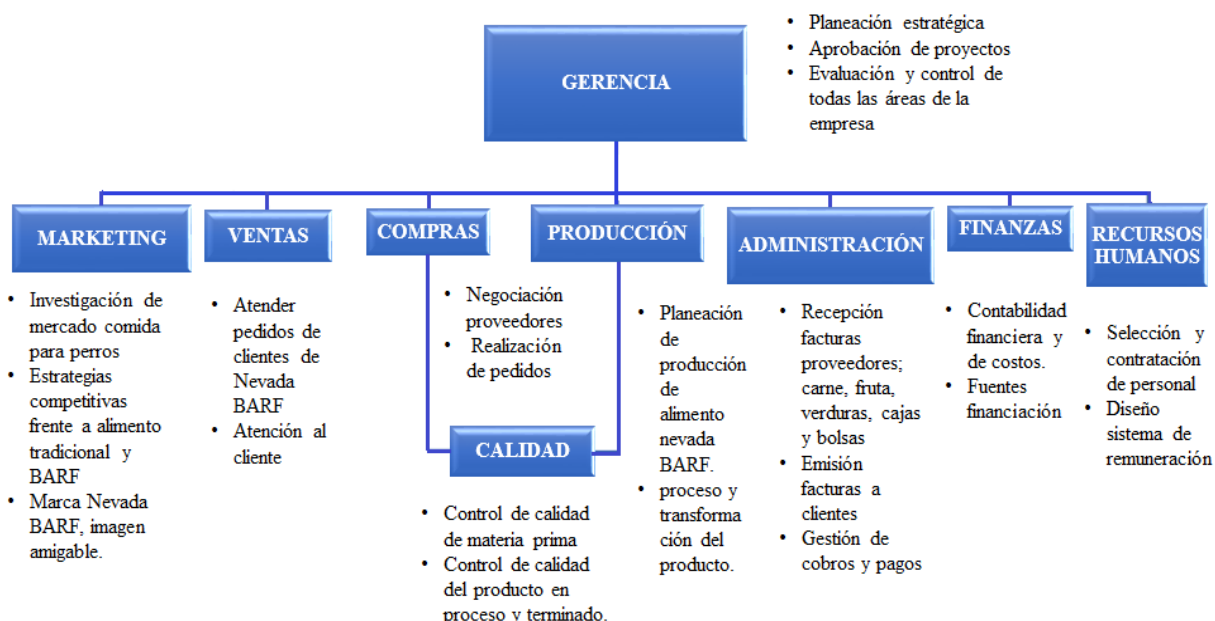 GERENCIA
• Planeación estratégica
• Aprobación de proyectos
• Evaluación y control de
todas las áreas de la
empresa
MARKETING
• Investigación de
mercado comida
para perros
• Estrategias
competitivas
frente a alimento
tradicional y
BARF
• Marca Nevada
BARF, imagen
amigable.
VENTAS
• Atender
pedidos de
clientes de
Nevada
BARF
• Atención al
cliente
COMPRAS
• Negociación
proveedores
• Realización
de pedidos
PRODUCCIÓN
• Planeación
de
producción
de
alimento
nevada
BARF.
• proceso y
transforma
ción del
producto.
CALIDAD
• Control de calidad
de materia prima
• Control de calidad
del producto en
proceso y terminado.
ADMINISTRACIÓN
• Recepción
facturas
proveedores;
carne, fruta,
verduras, cajas
y bolsas
• Emisión
facturas a
clientes
• Gestión de
cobros y pagos
FINANZAS
• Contabilidad
financiera y
de costos.
• Fuentes
financiación
RECURSOS
HUMANOS
• Selección y
contratación
de personal
• Diseño
sistema de
remuneración